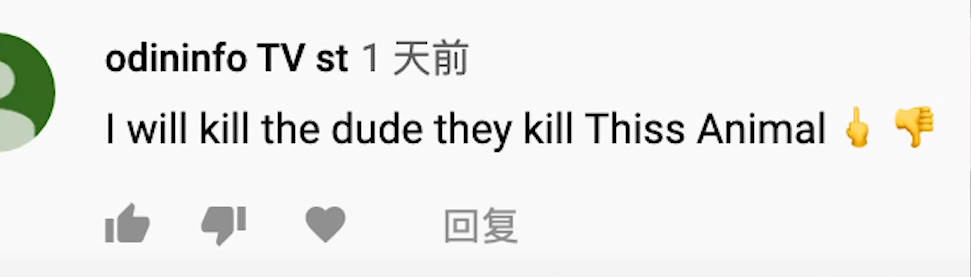 odininfo TV st 1 天前
I will kill the dude they kill Thiss Animal 🖕 👎
回复